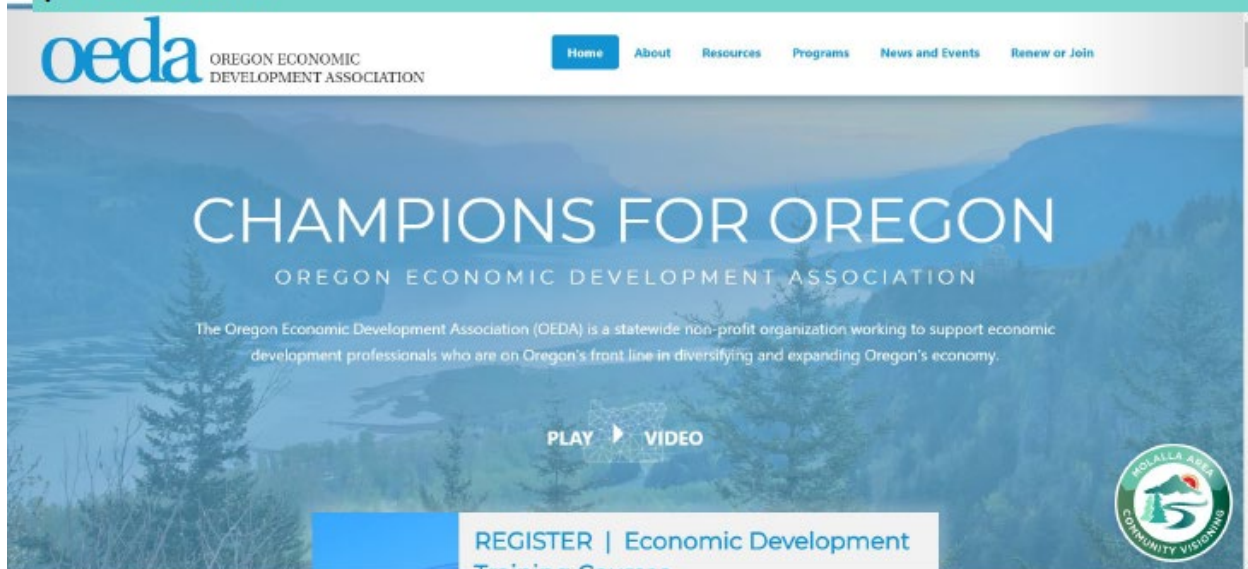 oeda OREGON ECONOMIC
DEVELOPMENT ASSOCIATION
Home About Resources Programs News and Events Renew or Join
CHAMPIONS FOR OREGON
OREGON ECONOMIC DEVELOPMENT ASSOCIATION
The Oregon Economic Development Association (OEDA) is a statewide non-profit organization working to support economic
development professionals who are on Oregon's front line in diversifying and expanding Oregon's economy.
PLAY VIDEO
MOLALLA AREA
COMMUNITY VISIONING
REGISTER | Economic Development
Training Courses